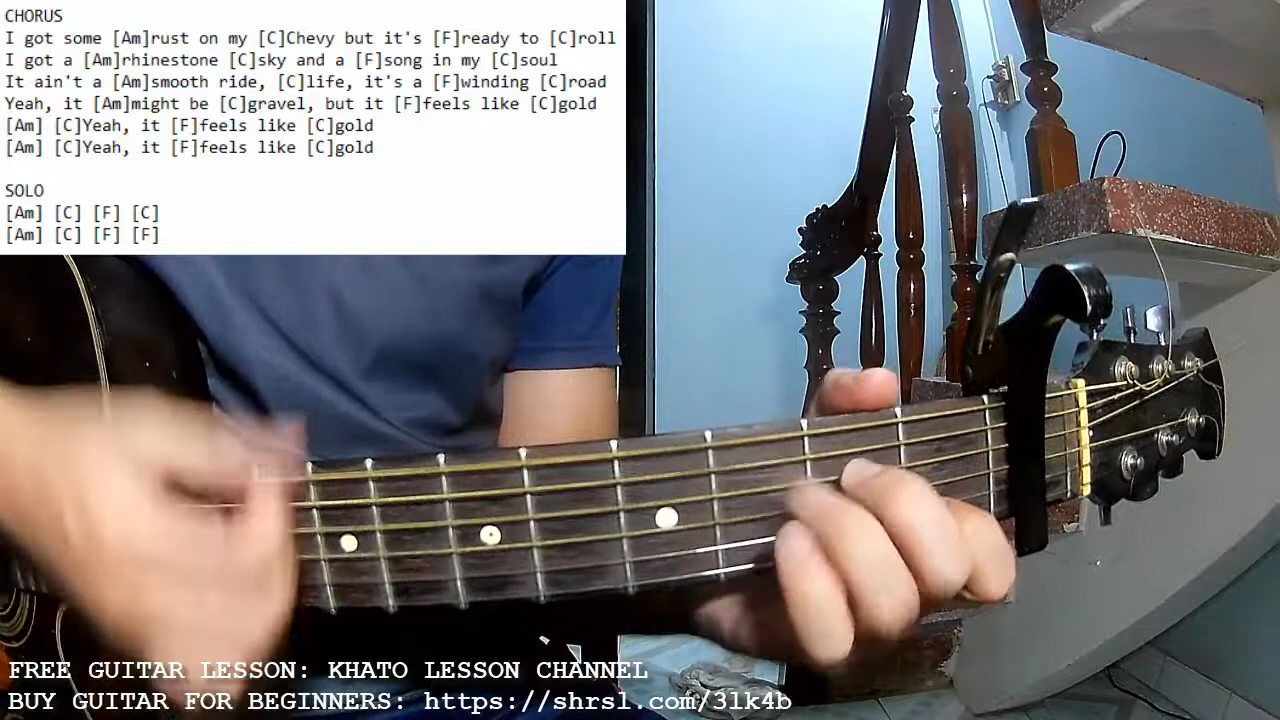 CHORUS
I got some [Am]rust on my [C]Chevy but it's [F]ready to [C]roll
I got a [Am]rhinestone [C]sky and a [F]song in my [C]soul
It ain't a [Am]smooth ride, [C]life, it's a [F]winding [C]road
Yeah, it [Am]might be [C]gravel, but it [F]feels like [C]gold
[Am] [C]Yeah, it [F]feels like [C]gold
[Am] [C]Yeah, it [F]feels like [C]gold
SOLO
[Am] [C] [F] [C]
[Am] [C] [F] [F]
FREE GUITAR LESSON: KHATO LESSON CHANNEL
BUY GUITAR FOR BEGINNERS: https://shrsl.com/3lk4b